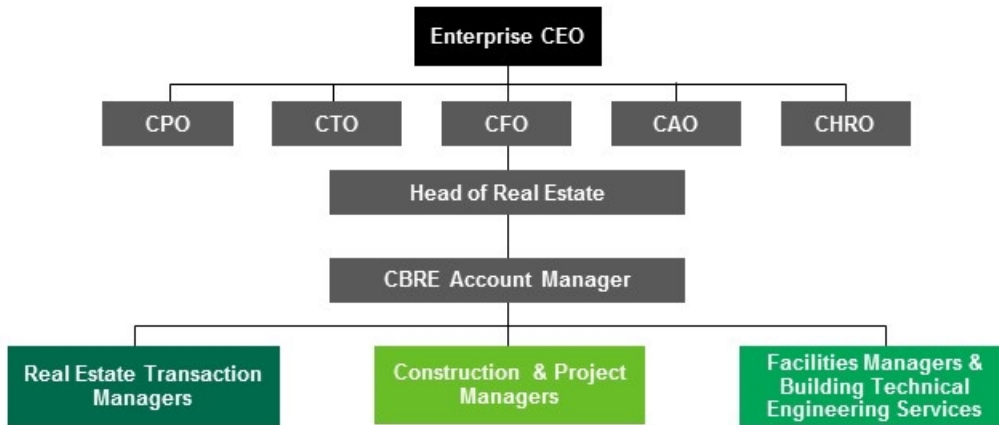 Enterprise CEO
CPO
CTO
CFO
CAO
CHRO
Head of Real Estate
CBRE Account Manager
Real Estate Transaction
Managers
Construction & Project
Managers
Facilities Managers &
Building Technical
Engineering Services